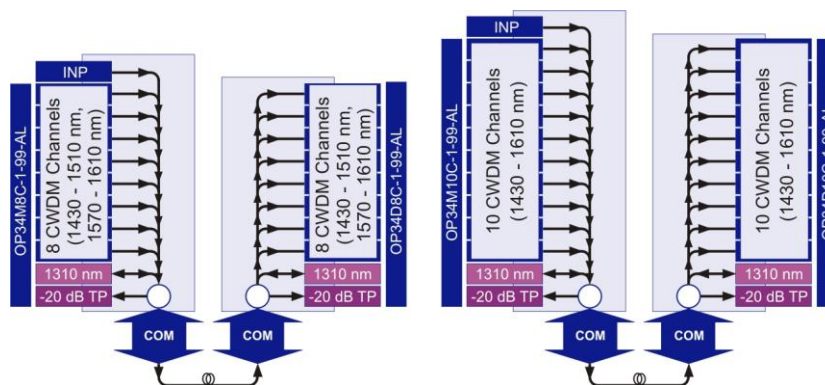 INP
OP34M8C-1-99-AL
8 CWDM Channels
(1430 - 1510 nm,
1570 - 1610 nm)
1310 nm
-20 dB TP
COM
8 CWDM Channels
(1430 - 1510 nm,
1570 - 1610 nm)
OP34D8C-1-99-AL
1310 nm
-20 dB TP
COM
INP
OP34M10C-1-99-AL
10 CWDM Channels
(1430 - 1610 nm)
1310 nm
-20 dB TP
COM
10 CWDM Channels
(1430 - 1610 nm)
1310 nm
-20 dB TP
COM